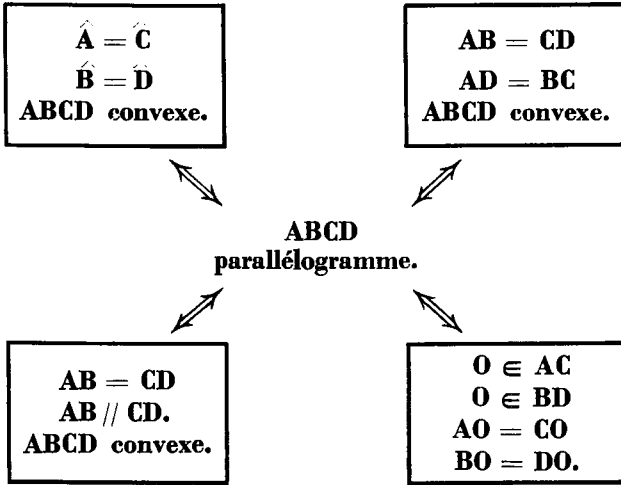 Â = Ĉ
B̂ = D̂
ABCD convexe.
AB = CD
AD = BC
ABCD convexe.
ABCD
parallélogramme.
AB = CD
AB // CD.
ABCD convexe.
O ∈ AC
O ∈ BD
AO = CO
BO = DO.